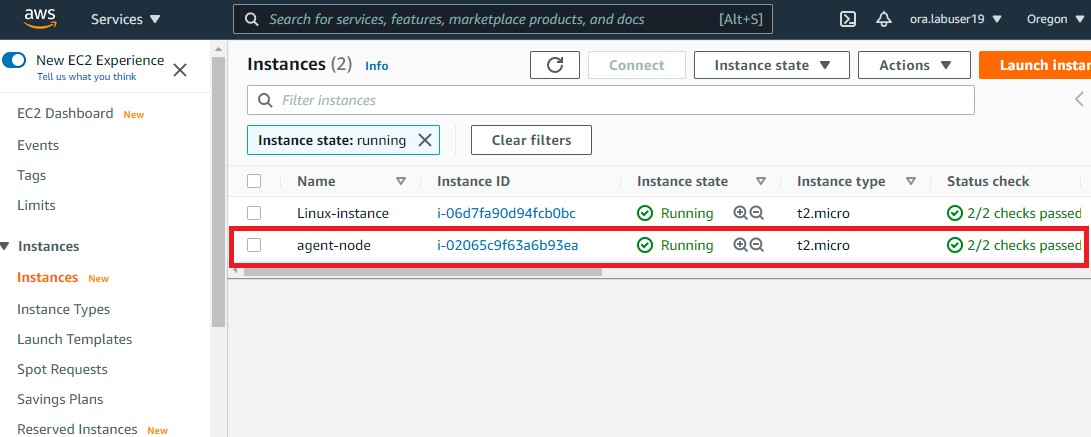 aws Services Search for services, features, marketplace products, and docs [Alt+S] ora.labuser19 Oregon
New EC2 Experience
Tell us what you think
EC2 Dashboard New
Events
Tags
Limits
Instances
Instances New
Instance Types
Launch Templates
Spot Requests
Savings Plans
Reserved Instances New
Instances (2) Info Connect Instance state Actions Launch instan
Filter instances
Instance state: running Clear filters
Name Instance ID Instance state Instance type Status check
Linux-instance i-06d7fa90d94fcb0bc Running t2.micro 2/2 checks passed
agent-node i-02065c9f63a6b93ea Running t2.micro 2/2 checks passed